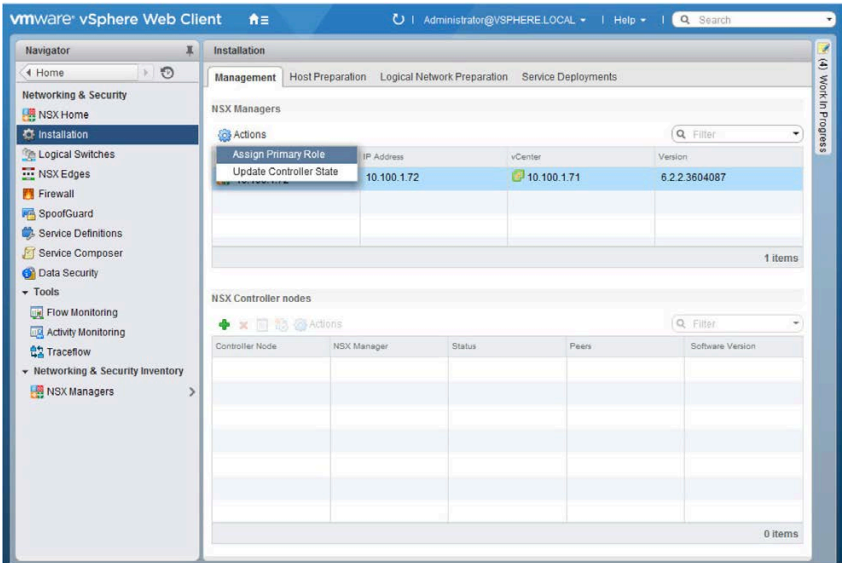 vmware® vSphere Web Client
Administrator@VSPHERE.LOCAL
Help
Search
Navigator
Home
Networking & Security
NSX Home
Installation
Logical Switches
NSX Edges
Firewall
SpoofGuard
Service Definitions
Service Composer
Data Security
Tools
Flow Monitoring
Activity Monitoring
Traceflow
Networking & Security Inventory
NSX Managers
Installation
Management Host Preparation Logical Network Preparation Service Deployments
NSX Managers
Actions
Filter
Assign Primary Role
Update Controller State
IP Address vCenter Version
10.100.1.72 10.100.1.72 10.100.1.71 6.2.2.3604087
1 items
NSX Controller nodes
Actions
Filter
Controller Node NSX Manager Status Peers Software Version
0 items
(4) Work In Progress